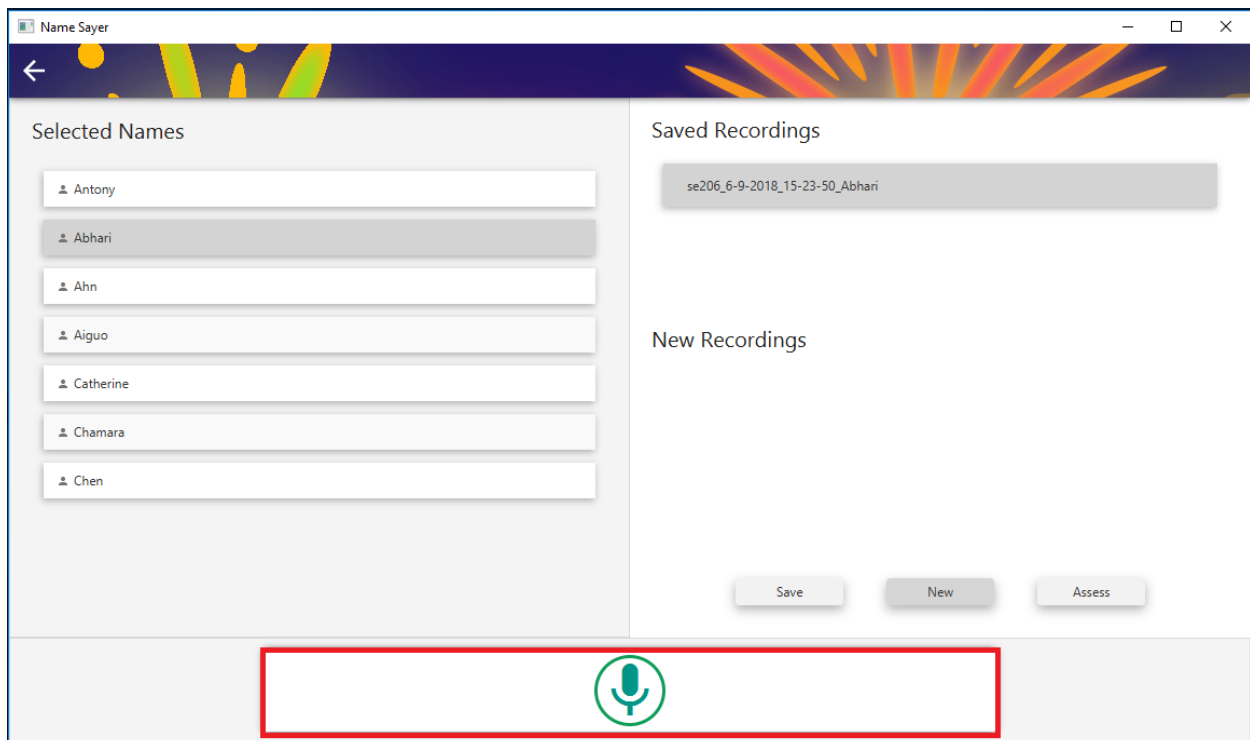 Name Sayer
Selected Names
Antony
Abhari
Ahn
Aiguo
Catherine
Chamara
Chen
Saved Recordings
se206_6-9-2018_15-23-50_Abhari
New Recordings
Save New Assess